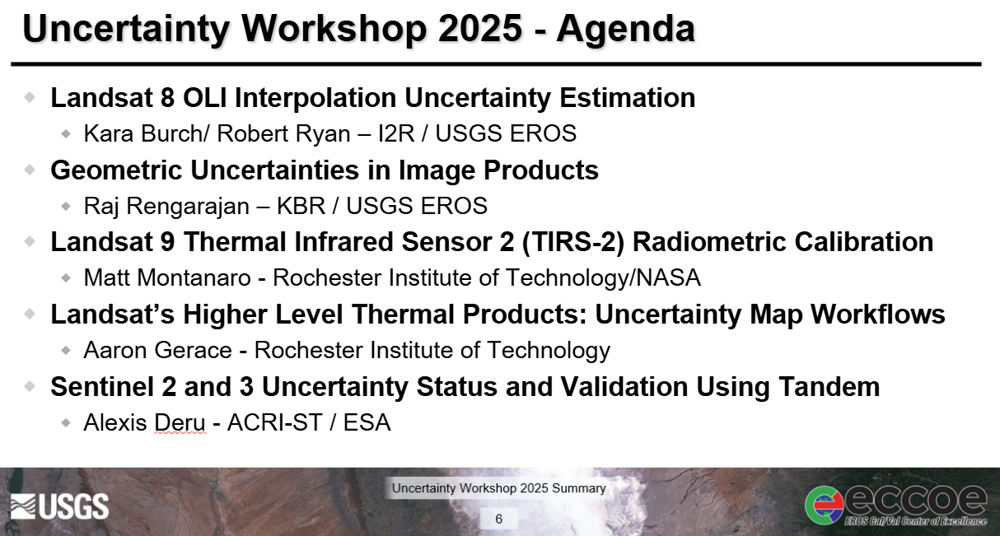 Uncertainty Workshop 2025 - Agenda
Landsat 8 OLI Interpolation Uncertainty Estimation
Kara Burch/ Robert Ryan – I2R / USGS EROS
Geometric Uncertainties in Image Products
Raj Rengarajan – KBR / USGS EROS
Landsat 9 Thermal Infrared Sensor 2 (TIRS-2) Radiometric Calibration
Matt Montanaro - Rochester Institute of Technology/NASA
Landsat’s Higher Level Thermal Products: Uncertainty Map Workflows
Aaron Gerace - Rochester Institute of Technology
Sentinel 2 and 3 Uncertainty Status and Validation Using Tandem
Alexis Deru - ACRI-ST / ESA
Uncertainty Workshop 2025 Summary
USGS
6
eccoe
EROS Cal/Val Center of Excellence